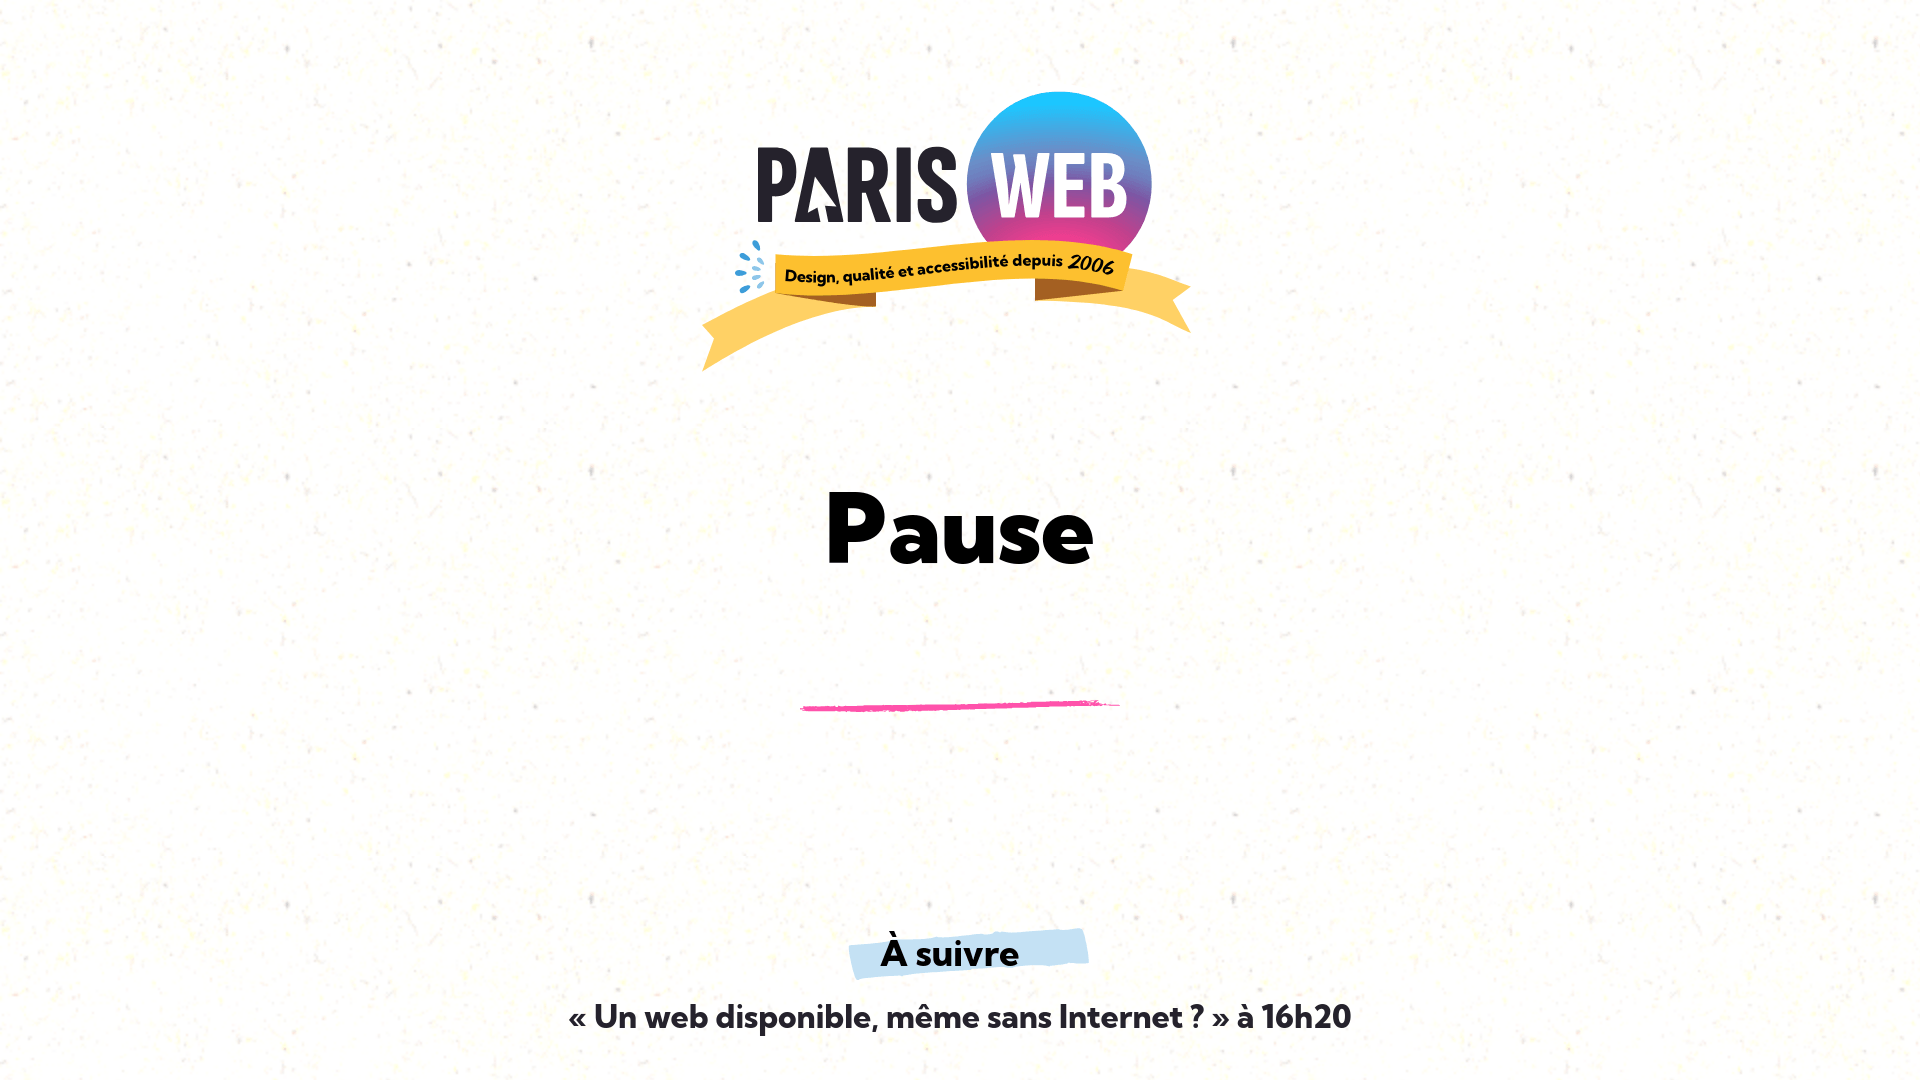 PARIS WEB
Design, qualité et accessibilité depuis 2006
Pause
À suivre
« Un web disponible, même sans Internet ? » à 16h20